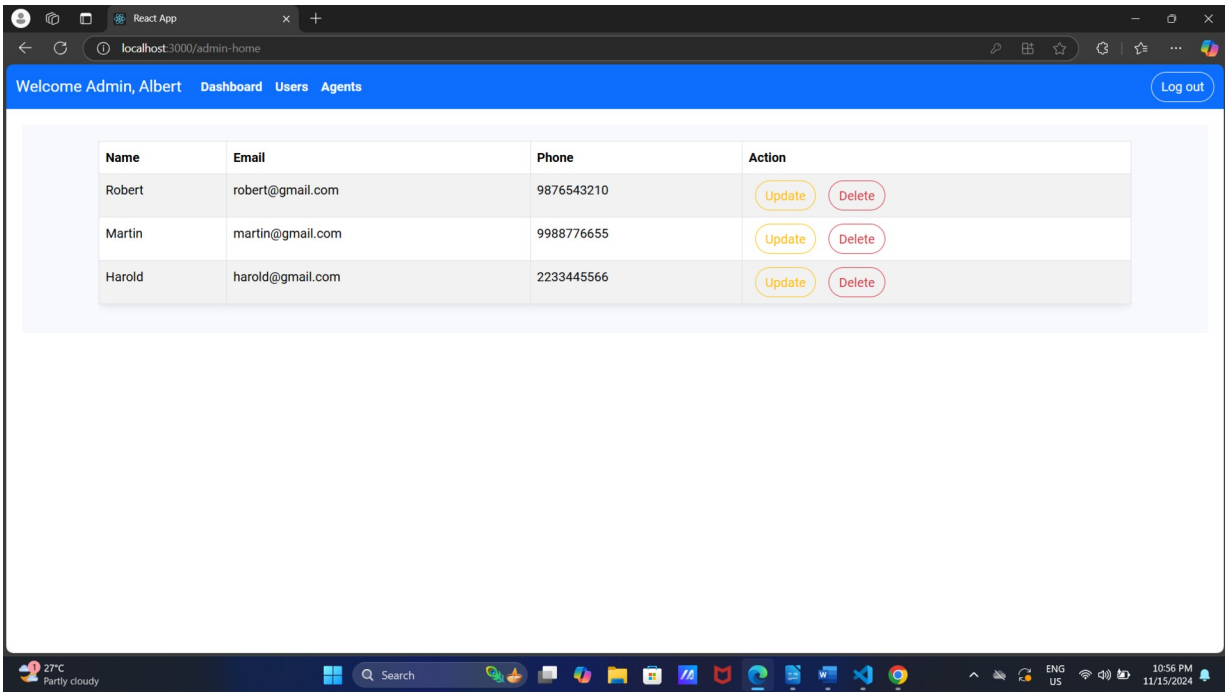 React App
localhost:3000/admin-home
Welcome Admin, Albert Dashboard Users Agents Log out
Name Email Phone Action
Robert robert@gmail.com 9876543210 Update Delete
Martin martin@gmail.com 9988776655 Update Delete
Harold harold@gmail.com 2233445566 Update Delete
1 27°C
Partly cloudy
Search
ENG
US
10:56 PM
11/15/2024